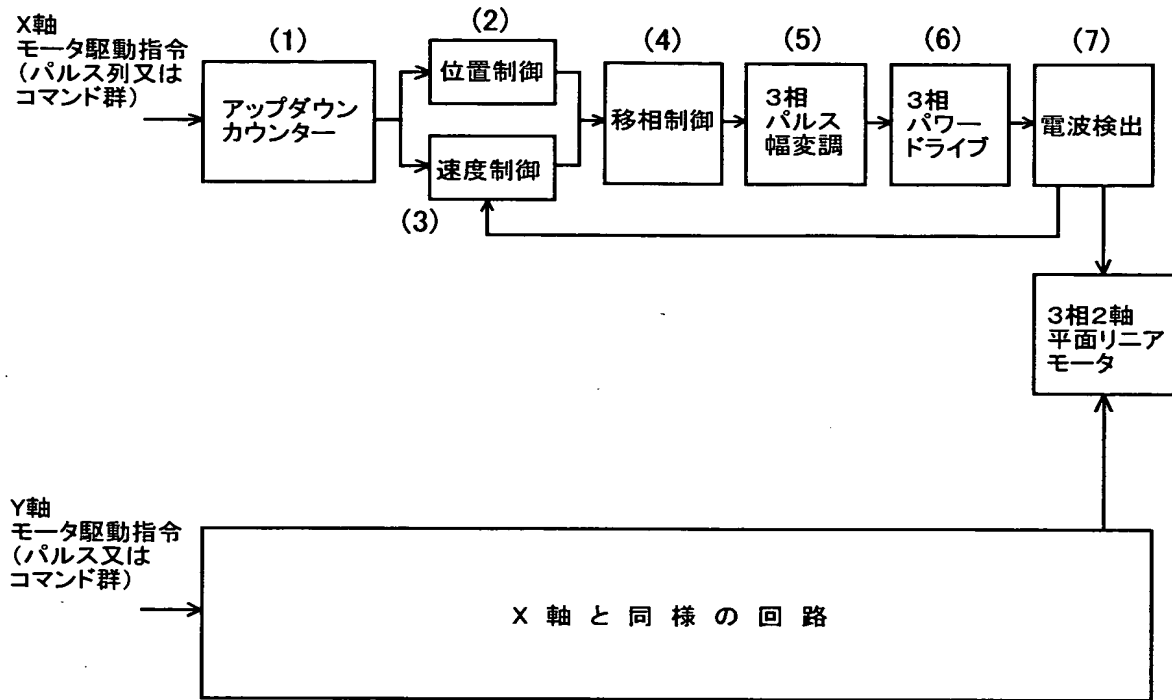 X軸
モータ駆動指令
(パルス列又は
コマンド群)
(1)
アップダウン
カウンター
(2)
位置制御
(3)
速度制御
(4)
移相制御
(5)
3相
パルス
幅変調
(6)
3相
パワー
ドライブ
(7)
電波検出
3相2軸
平面リニア
モータ
Y軸
モータ駆動指令
(パルス又は
コマンド群)
X軸と同様の回路